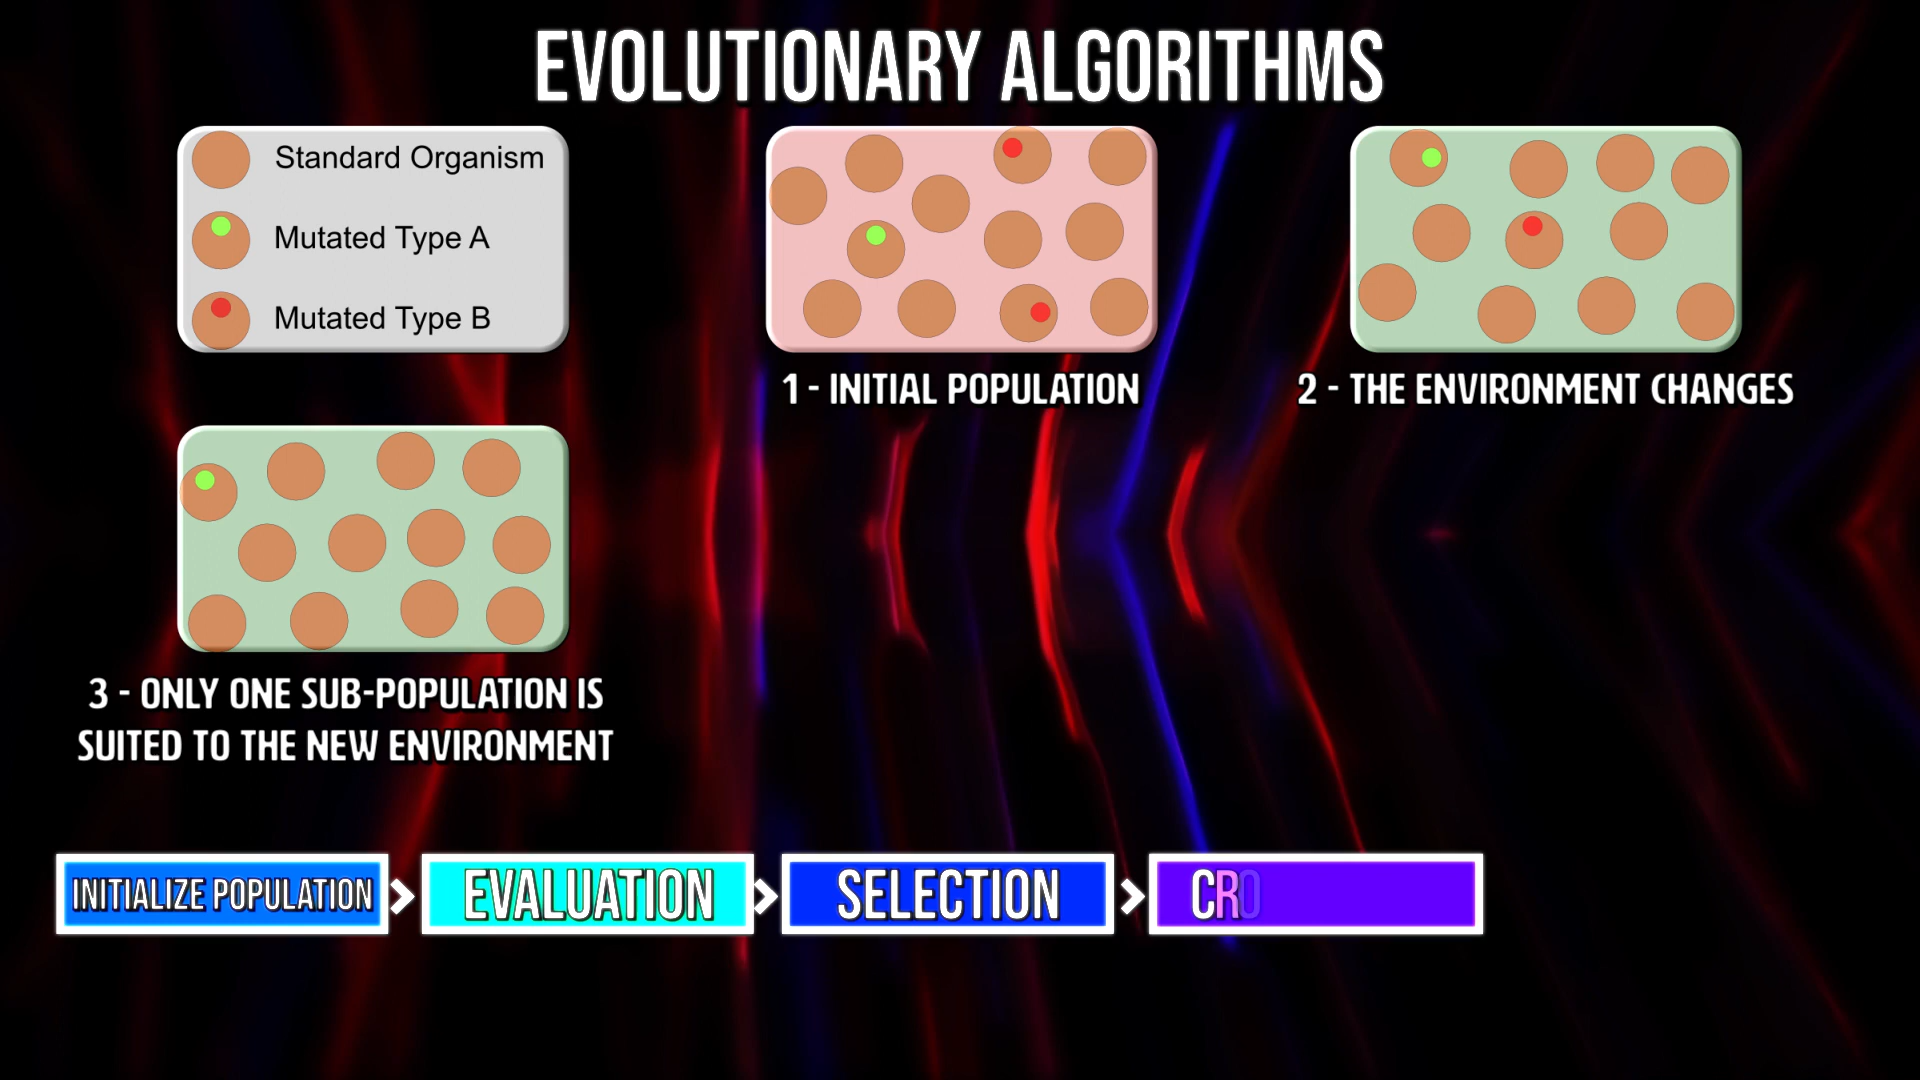 EVOLUTIONARY ALGORITHMS
Standard Organism
Mutated Type A
Mutated Type B
1 - INITIAL POPULATION
2 - THE ENVIRONMENT CHANGES
3 - ONLY ONE SUB-POPULATION IS
SUITED TO THE NEW ENVIRONMENT
INITIALIZE POPULATION > EVALUATION > SELECTION > CRO